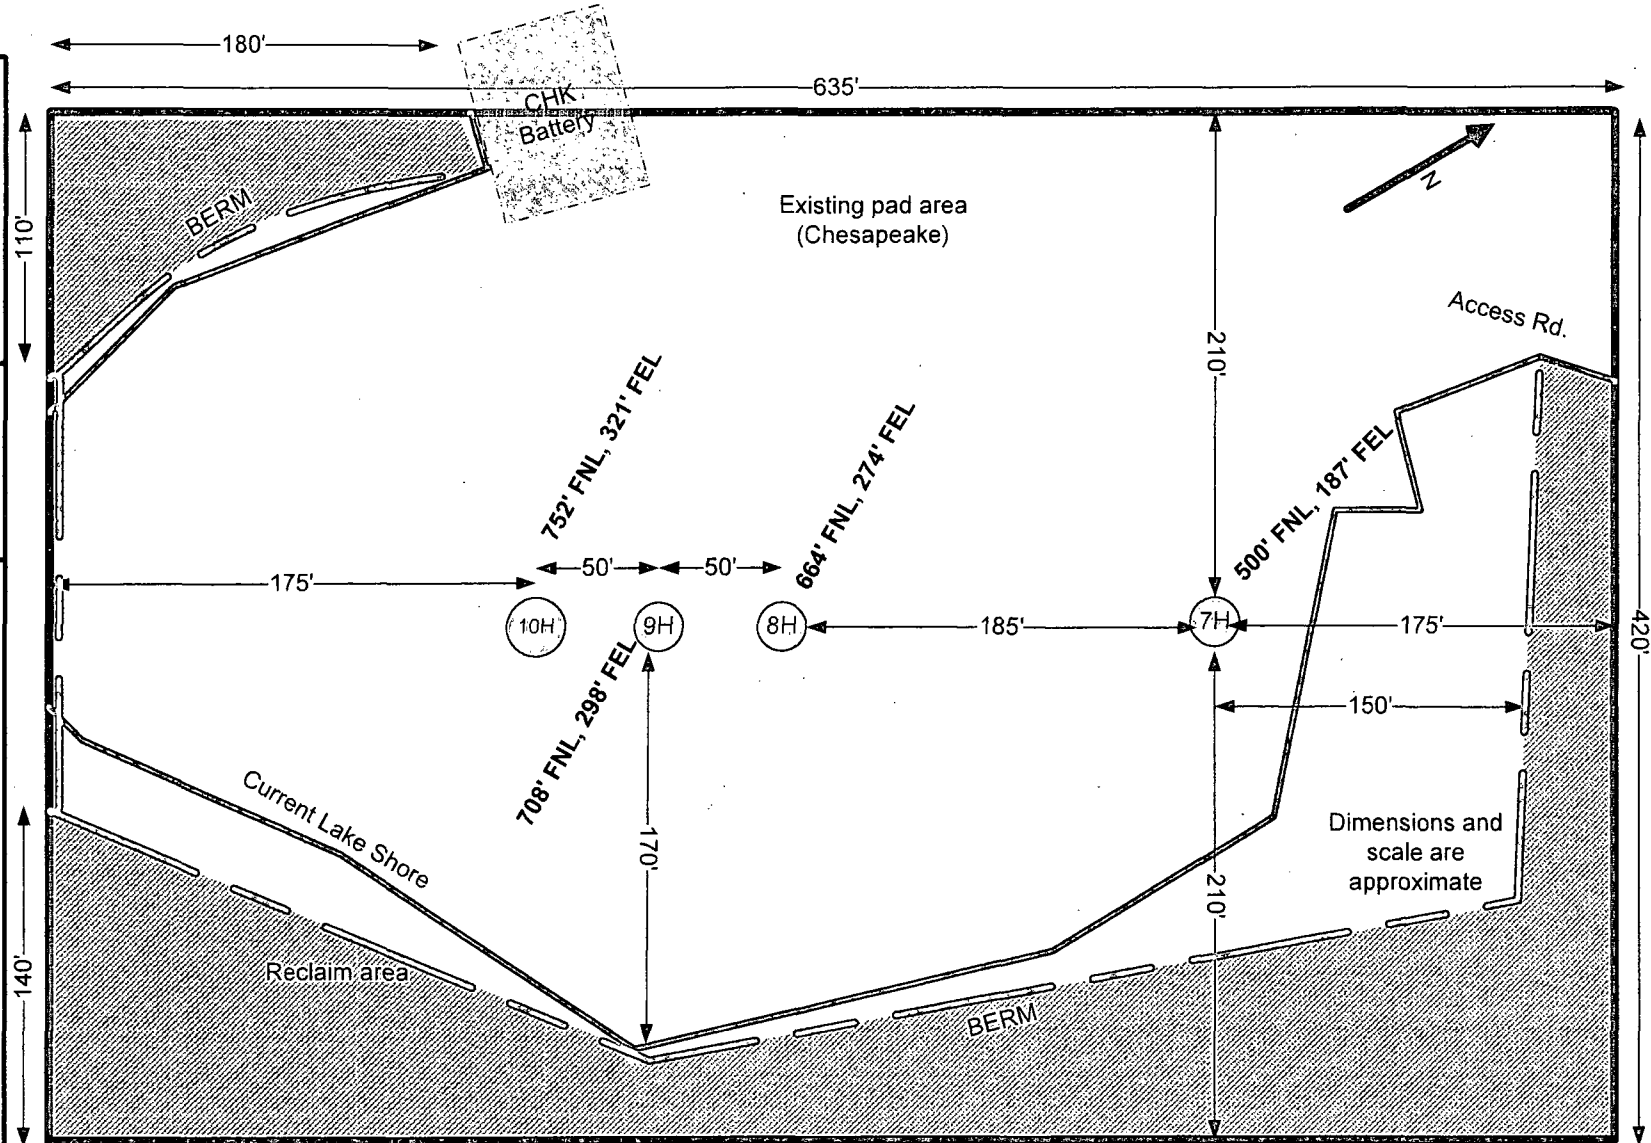 180'
635'
CHK
Battery
N
BERM
110'
Existing pad area
(Chesapeake)
Access Rd.
210'
752' FNL, 321' FEL
664' FNL, 274' FEL
500' FNL, 187' FEL
50'
50'
175'
10H
9H
8H
185'
7H
175'
420'
708' FNL, 298' FEL
150'
Current Lake Shore
170'
Dimensions and
scale are
approximate
210'
140'
Reclaim area
BERM